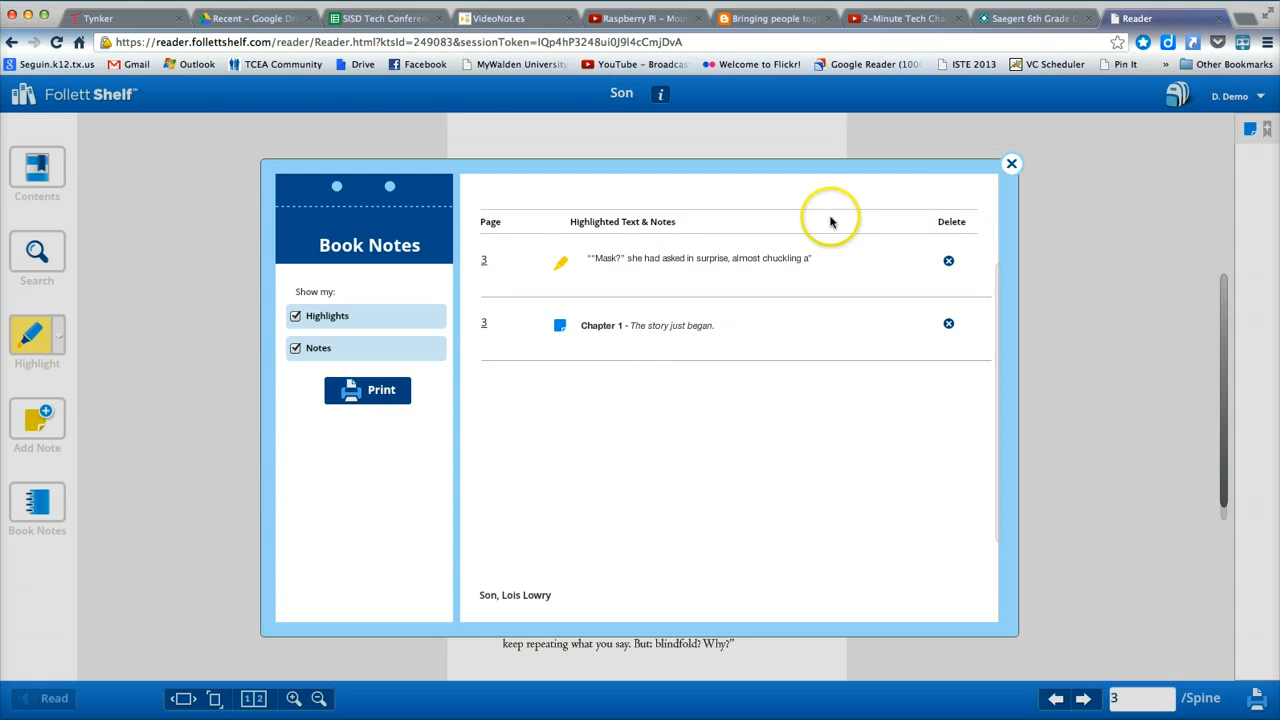 Tynker
Recent – Google Dri
SISD Tech Conferen
VideoNot.es
Raspberry Pi – Mou
Bringing people tog
2-Minute Tech Cha
Saegert 6th Grade C
Reader
https://reader.follettshelf.com/reader/Reader.html?ktsId=249083&sessionToken=IQp4hP3248ui0J9l4cCmjDvA
Seguin.k12.tx.us
Gmail
Outlook
TCEA Community
Drive
Facebook
MyWalden University
YouTube – Broadcas
Welcome to Flickr!
Google Reader (100
ISTE 2013
VC Scheduler
Pin It
»
Other Bookmarks
Follett Shelf™
Son
i
D. Demo
Contents
Search
Highlight
Add Note
Book Notes
Book Notes
Show my:
Highlights
Notes
Print
Page Highlighted Text & Notes Delete
3 "“Mask?” she had asked in surprise, almost chuckling a"
3 Chapter 1 - The story just began.
Son, Lois Lowry
keep repeating what you say. But: blindfold? Why?”
Read
1 2
3 /Spine